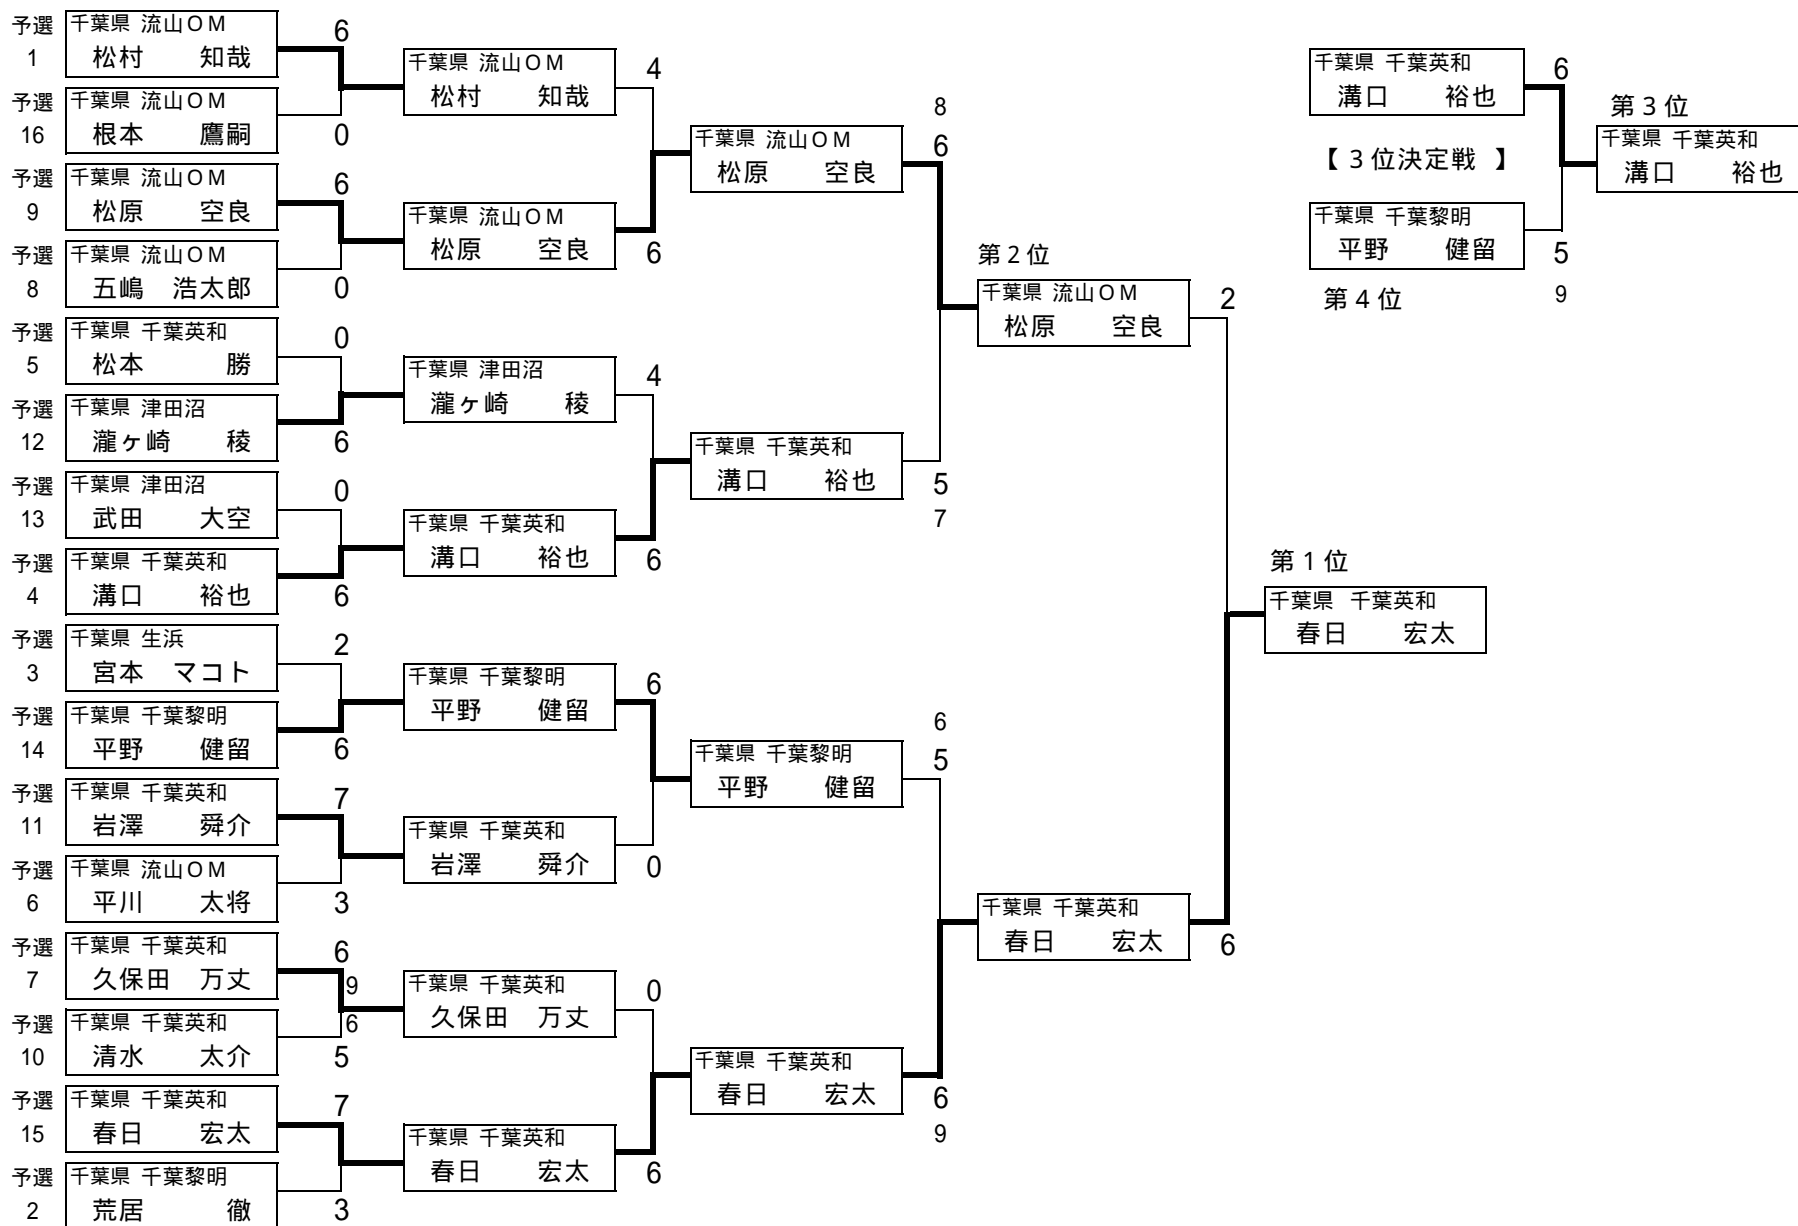 予選
1
千葉県 流山OM
松村 知哉
6
予選
16
千葉県 流山OM
根本 鷹嗣
0
予選
9
千葉県 流山OM
松原 空良
6
予選
8
千葉県 流山OM
五嶋 浩太郎
0
予選
5
千葉県 千葉英和
松本 勝
0
予選
12
千葉県 津田沼
瀧ヶ崎 稜
6
予選
13
千葉県 津田沼
武田 大空
0
予選
4
千葉県 千葉英和
溝口 裕也
6
予選
3
千葉県 生浜
宮本 マコト
2
予選
14
千葉県 千葉黎明
平野 健留
6
予選
11
千葉県 千葉英和
岩澤 舜介
7
予選
6
千葉県 流山OM
平川 太将
3
予選
7
千葉県 千葉英和
久保田 万丈
6
9
予選
10
千葉県 千葉英和
清水 太介
6
5
予選
15
千葉県 千葉英和
春日 宏太
7
予選
2
千葉県 千葉黎明
荒居 徹
3
千葉県 流山OM
松村 知哉
4
千葉県 流山OM
松原 空良
6
千葉県 津田沼
瀧ヶ崎 稜
4
千葉県 千葉英和
溝口 裕也
6
千葉県 千葉黎明
平野 健留
6
千葉県 千葉英和
岩澤 舜介
0
千葉県 千葉英和
久保田 万丈
0
千葉県 千葉英和
春日 宏太
6
千葉県 流山OM
松原 空良
8
6
千葉県 千葉英和
溝口 裕也
5
7
千葉県 千葉黎明
平野 健留
6
5
千葉県 千葉英和
春日 宏太
6
9
第2位
千葉県 流山OM
松原 空良
2
千葉県 千葉英和
春日 宏太
6
第1位
千葉県 千葉英和
春日 宏太
千葉県 千葉英和
溝口 裕也
6
【 3位決定戦 】
千葉県 千葉黎明
平野 健留
5
9
第4位
第3位
千葉県 千葉英和
溝口 裕也